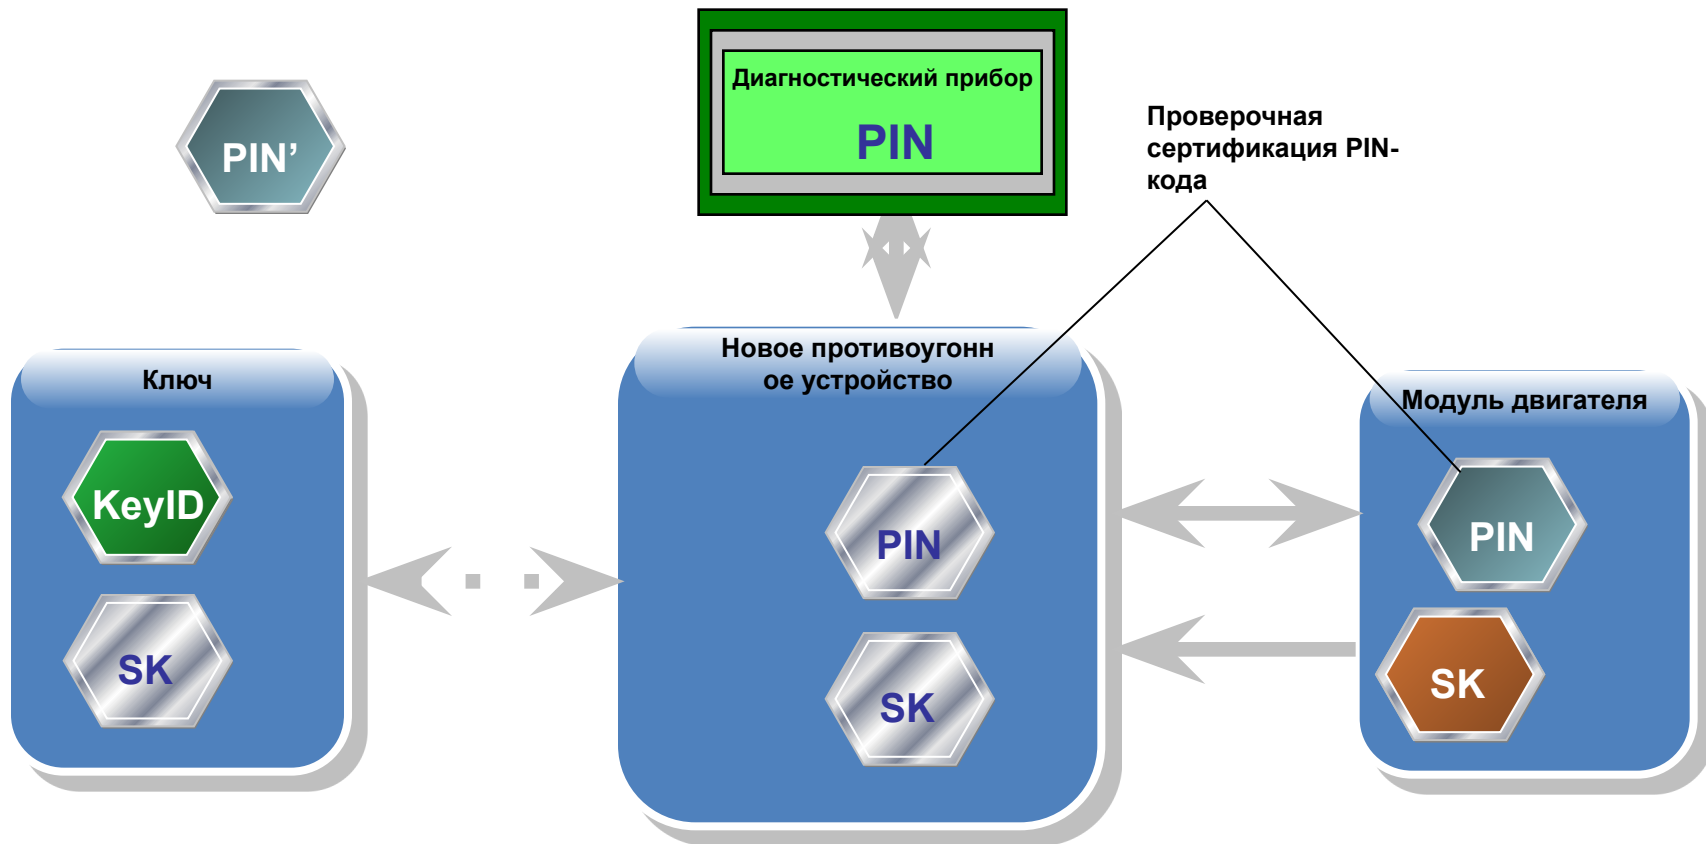 Диагностический прибор
PIN
PIN’
Проверочная
сертификация PIN-
кода
Ключ
KeyID
SK
Новое противоугонн
ое устройство
PIN
SK
Модуль двигателя
PIN
SK